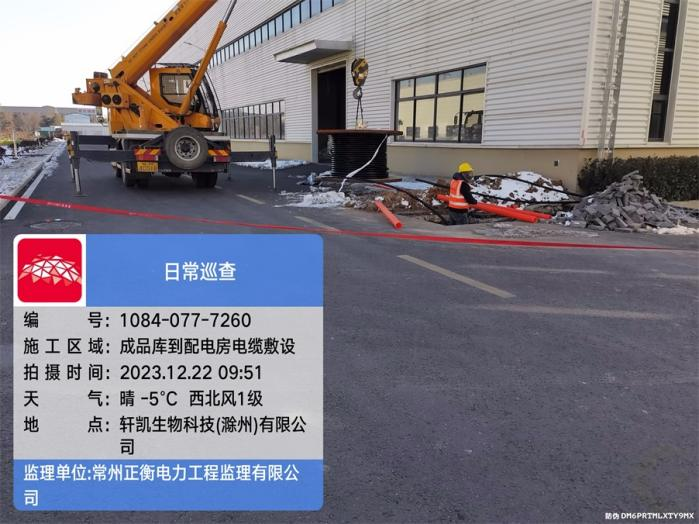 日常巡查
编号：1084-077-7260
施工区域：成品库到配电房电缆敷设
拍摄时间：2023.12.22 09:51
天气：晴 -5℃ 西北风1级
地点：轩凯生物科技(滁州)有限公
司
监理单位:常州正衡电力工程监理有限公
司
防伪 DM6PRTMLXTY9MX